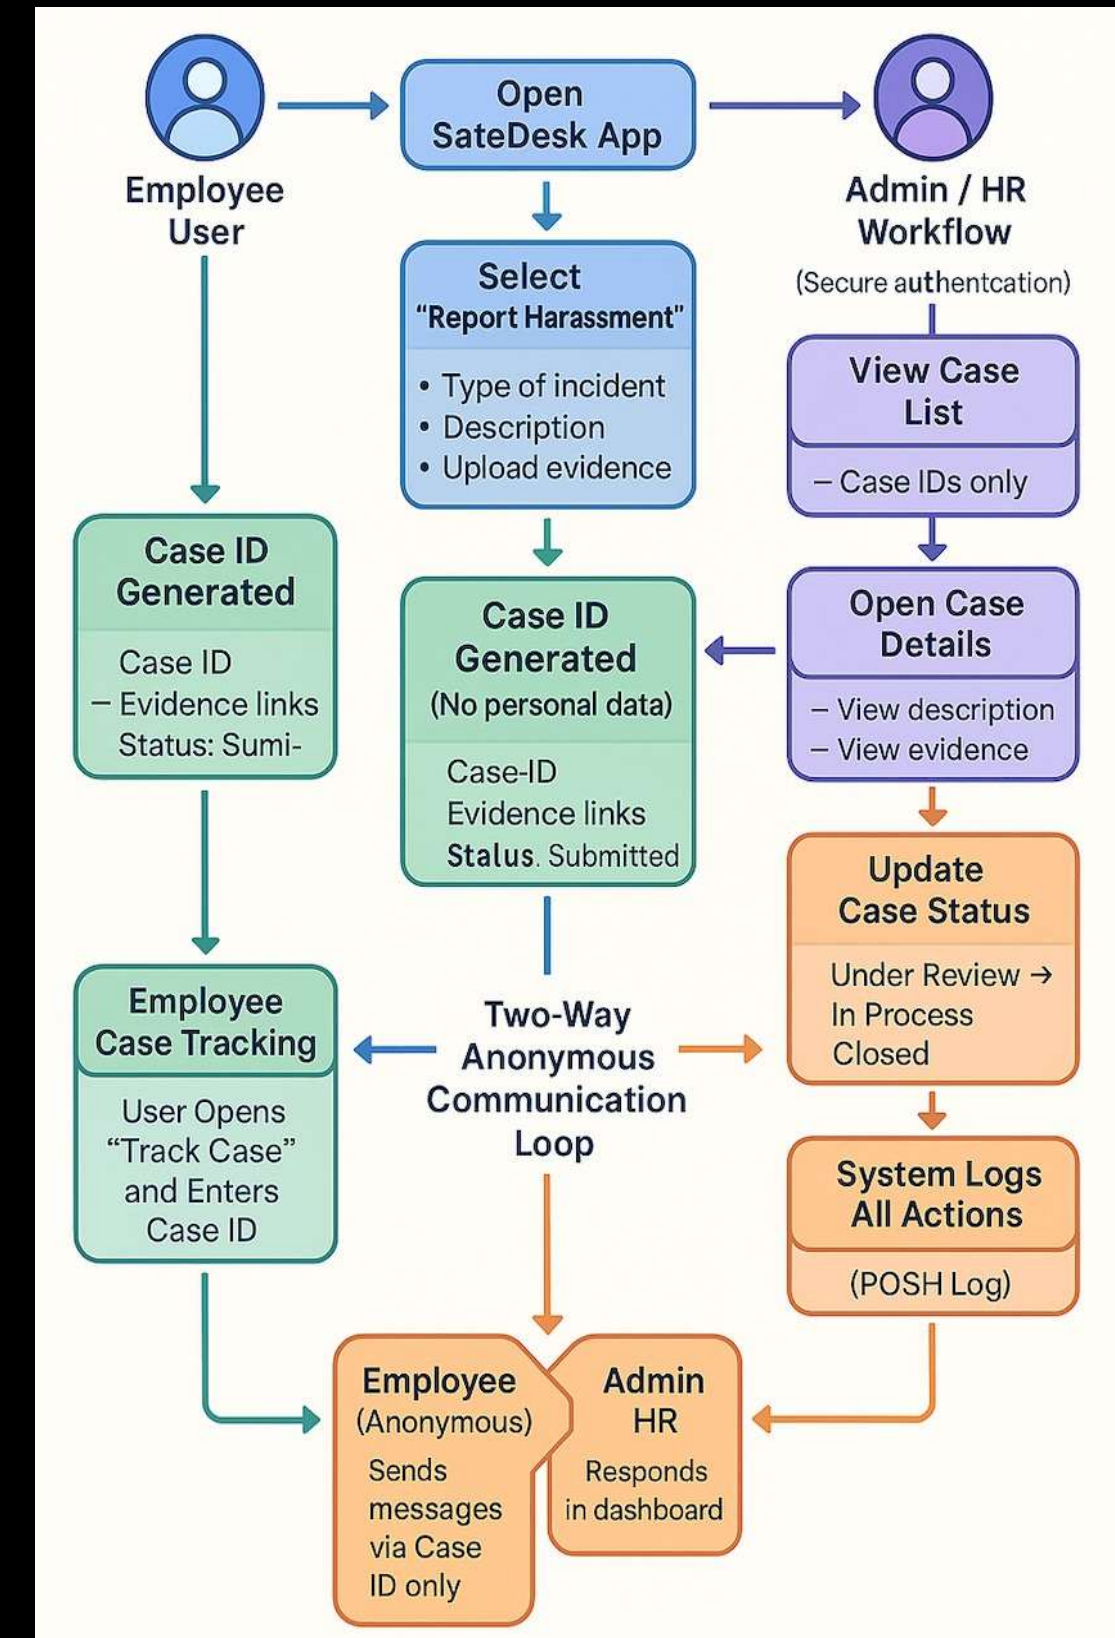 Employee
User
Open
SateDesk App
Admin / HR
Workflow
(Secure authentcation)
Select
“Report Harassment”
• Type of incident
• Description
• Upload evidence
View Case
List
– Case IDs only
Case ID
Generated
Case ID
– Evidence links
Status: Sumi-
Case ID
Generated
(No personal data)
Case-ID
Evidence links
Stalus. Submitted
Open Case
Details
– View description
– View evidence
Update
Case Status
Under Review →
In Process
Closed
Employee
Case Tracking
User Opens
“Track Case”
and Enters
Case ID
Two-Way
Anonymous
Communication
Loop
System Logs
All Actions
(POSH Log)
Employee
(Anonymous)
Sends
messages
via Case
ID only
Admin
HR
Responds
in dashboard